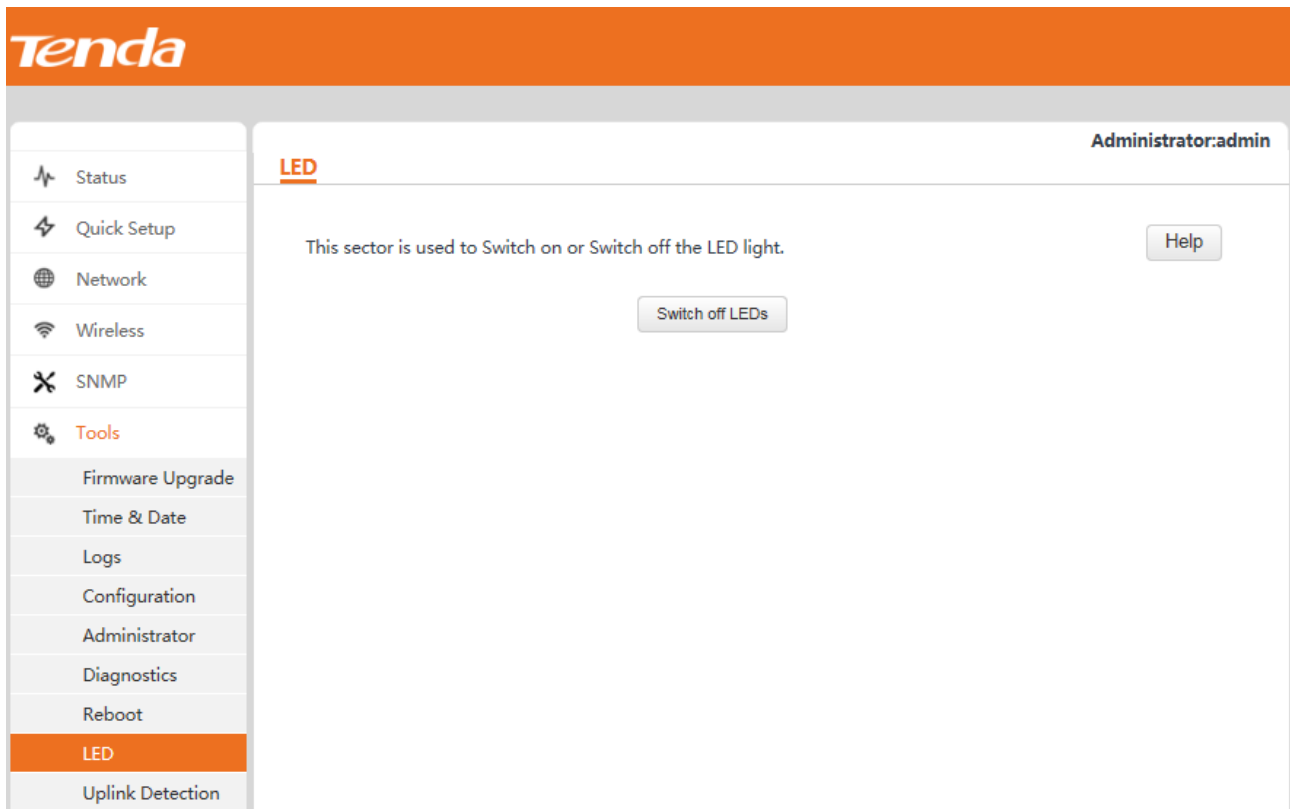 Tenda
Administrator:admin
LED
Status
Quick Setup
Network
Wireless
SNMP
Tools
Firmware Upgrade
Time & Date
Logs
Configuration
Administrator
Diagnostics
Reboot
LED
Uplink Detection
This sector is used to Switch on or Switch off the LED light.
Help
Switch off LEDs